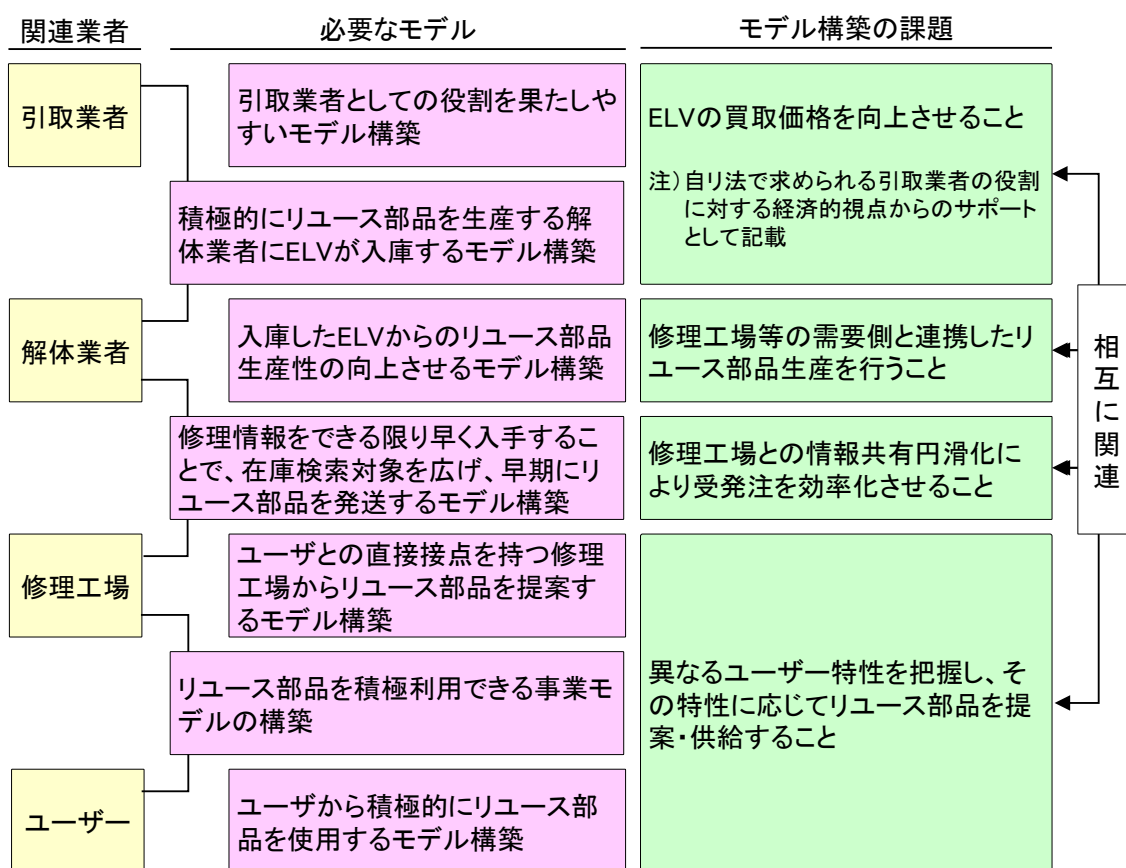 関連業者
必要なモデル
モデル構築の課題
引取業者
引取業者としての役割を果たしや
すいモデル構築
ELVの買取価格を向上させること
注）自リ法で求められる引取業者の役割
に対する経済的視点からのサポート
として記載
積極的にリユース部品を生産する解
体業者にELVが入庫するモデル構築
解体業者
入庫したELVからのリユース部品
生産性の向上させるモデル構築
修理工場等の需要側と連携したリ
ユース部品生産を行うこと
修理情報をできる限り早く入手するこ
とで、在庫検索対象を広げ、早期にリ
ユース部品を発送するモデル構築
修理工場との情報共有円滑化に
より受発注を効率化させること
相互に関連
修理工場
ユーザとの直接接点を持つ修理
工場からリユース部品を提案す
るモデル構築
リユース部品を積極利用できる事業モ
デルの構築
異なるユーザー特性を把握し、そ
の特性に応じてリユース部品を提
案・供給すること
ユーザー
ユーザから積極的にリユース部
品を使用するモデル構築